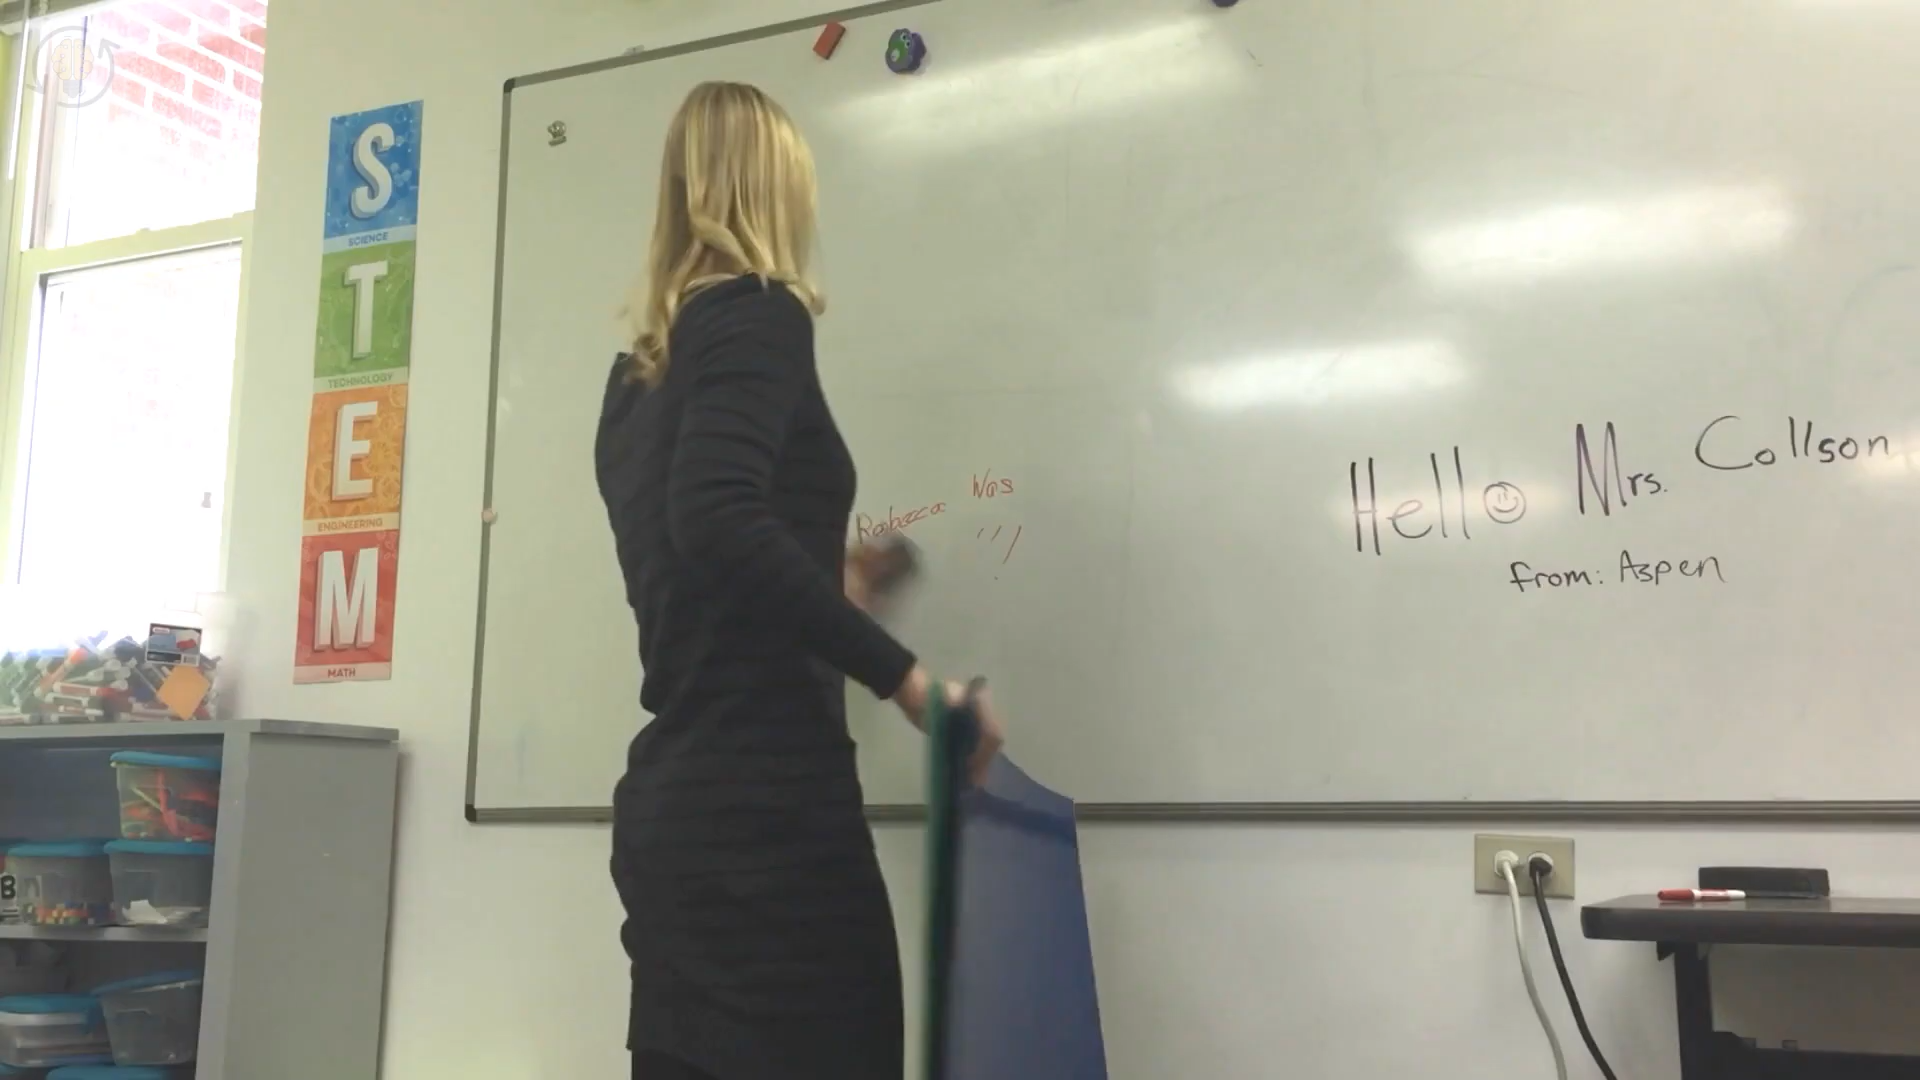 S
SCIENCE
T
TECHNOLOGY
E
ENGINEERING
M
MATH
Was
!!!
Hello Mrs. Collson
from: Aspen
B